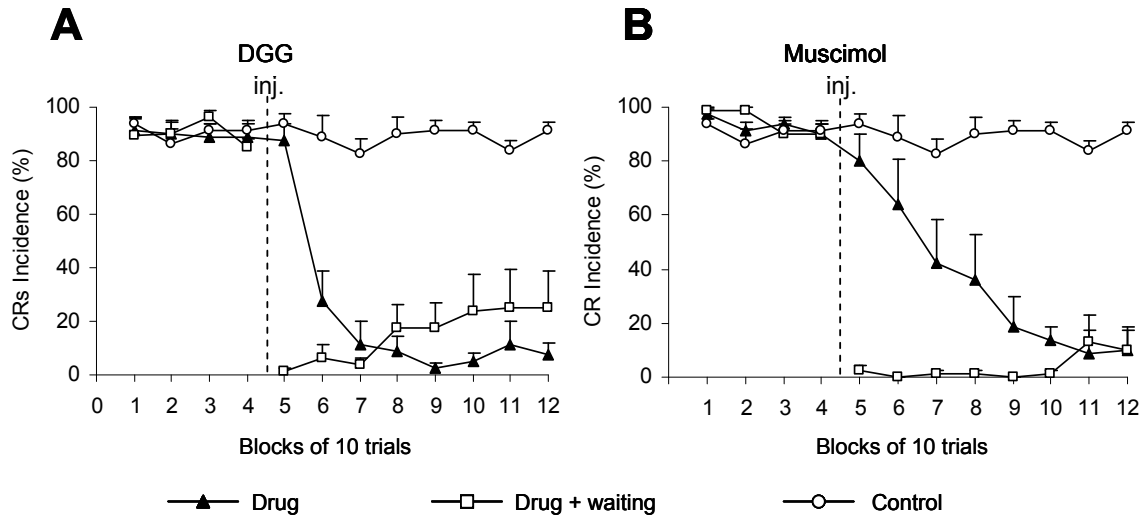 A
DGG
inj.
CRs Incidence (%)
100
80
60
40
20
0
0 1 2 3 4 5 6 7 8 9 10 11 12
Blocks of 10 trials
B
Muscimol
inj.
CR Incidence (%)
100
80
60
40
20
0
1 2 3 4 5 6 7 8 9 10 11 12
Blocks of 10 trials
Drug
Drug + waiting
Control